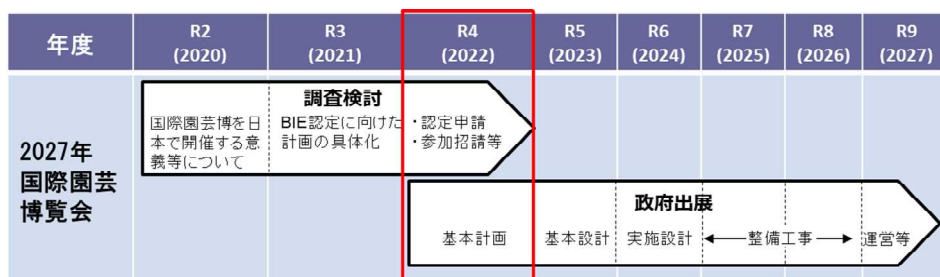 年度
R2
(2020)
R3
(2021)
R4
(2022)
R5
(2023)
R6
(2024)
R7
(2025)
R8
(2026)
R9
(2027)
2027年
国際園芸
博覧会
調査検討
国際園芸博を日
本で開催する意
義等について
BIE認定に向けた
計画の具体化
・認定申請
・参加招請等
政府出展
基本計画
基本設計
実施設計
整備工事
運営等